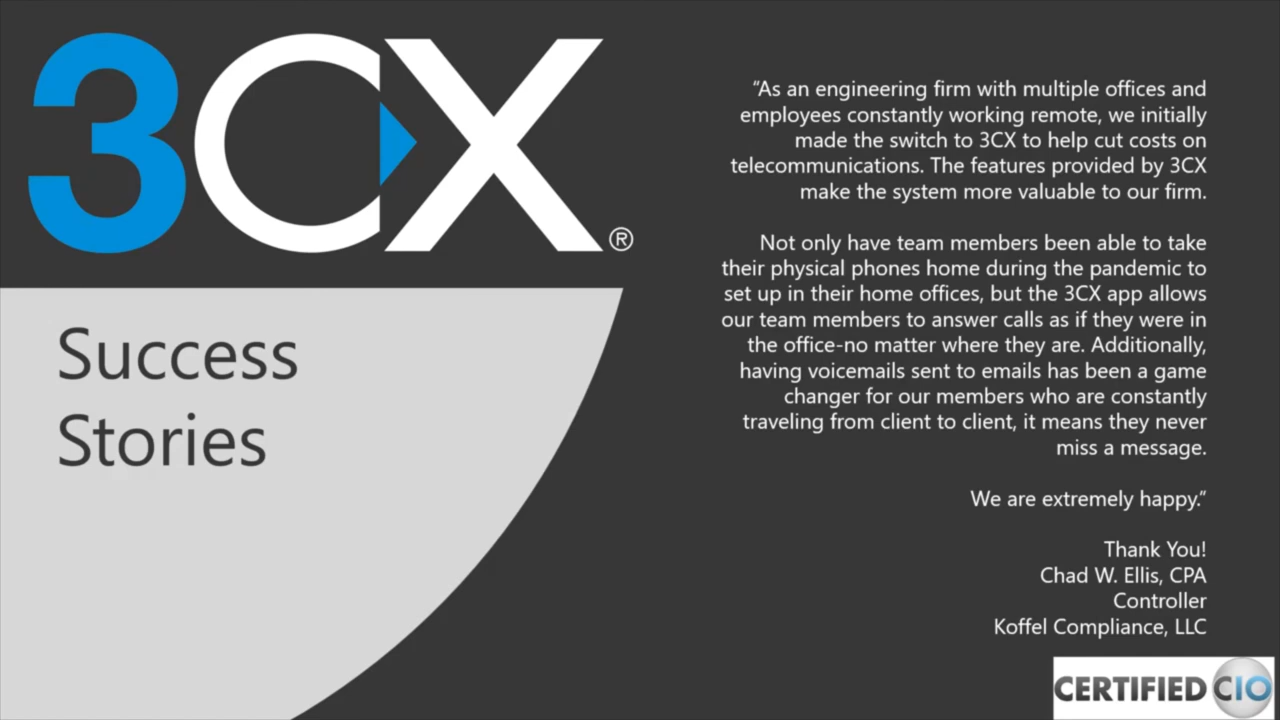 3CX®
Success
Stories
“As an engineering firm with multiple offices and
employees constantly working remote, we initially
made the switch to 3CX to help cut costs on
telecommunications. The features provided by 3CX
make the system more valuable to our firm.
Not only have team members been able to take
their physical phones home during the pandemic to
set up in their home offices, but the 3CX app allows
our team members to answer calls as if they were in
the office-no matter where they are. Additionally,
having voicemails sent to emails has been a game
changer for our members who are constantly
traveling from client to client, it means they never
miss a message.
We are extremely happy.”
Thank You!
Chad W. Ellis, CPA
Controller
Koffel Compliance, LLC
CERTIFIED CIO